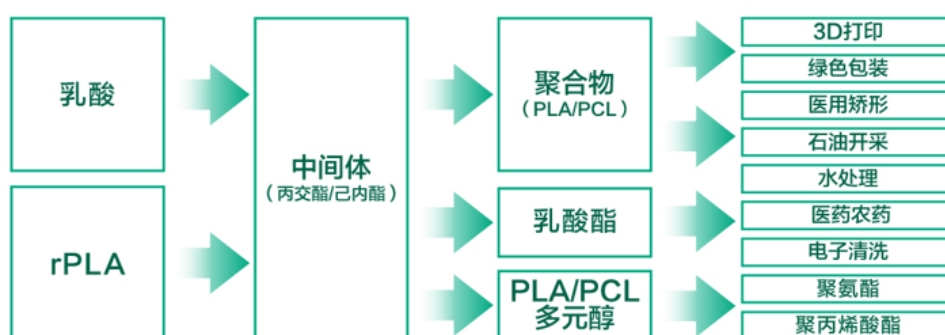 乳酸
rPLA
中间体
（丙交酯/己内酯）
聚合物
（PLA/PCL）
乳酸酯
PLA/PCL
多元醇
3D打印
绿色包装
医用矫形
石油开采
水处理
医药农药
电子清洗
聚氨酯
聚丙烯酸酯